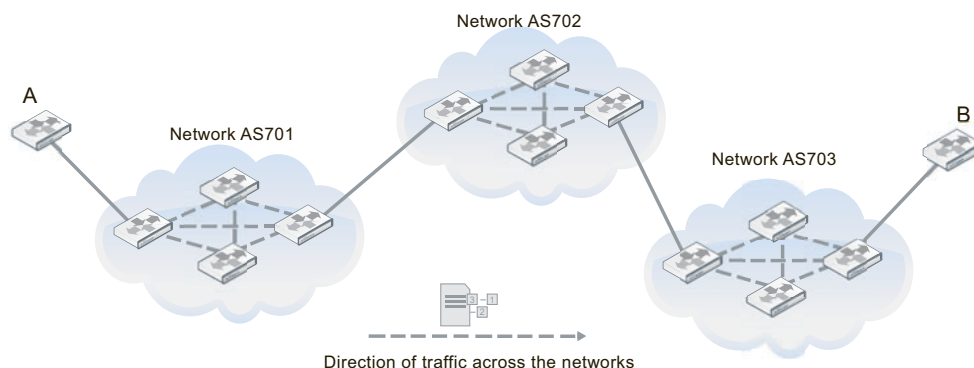 Network AS702
A
Network AS701
B
Network AS703
3
1
2
Direction of traffic across the networks